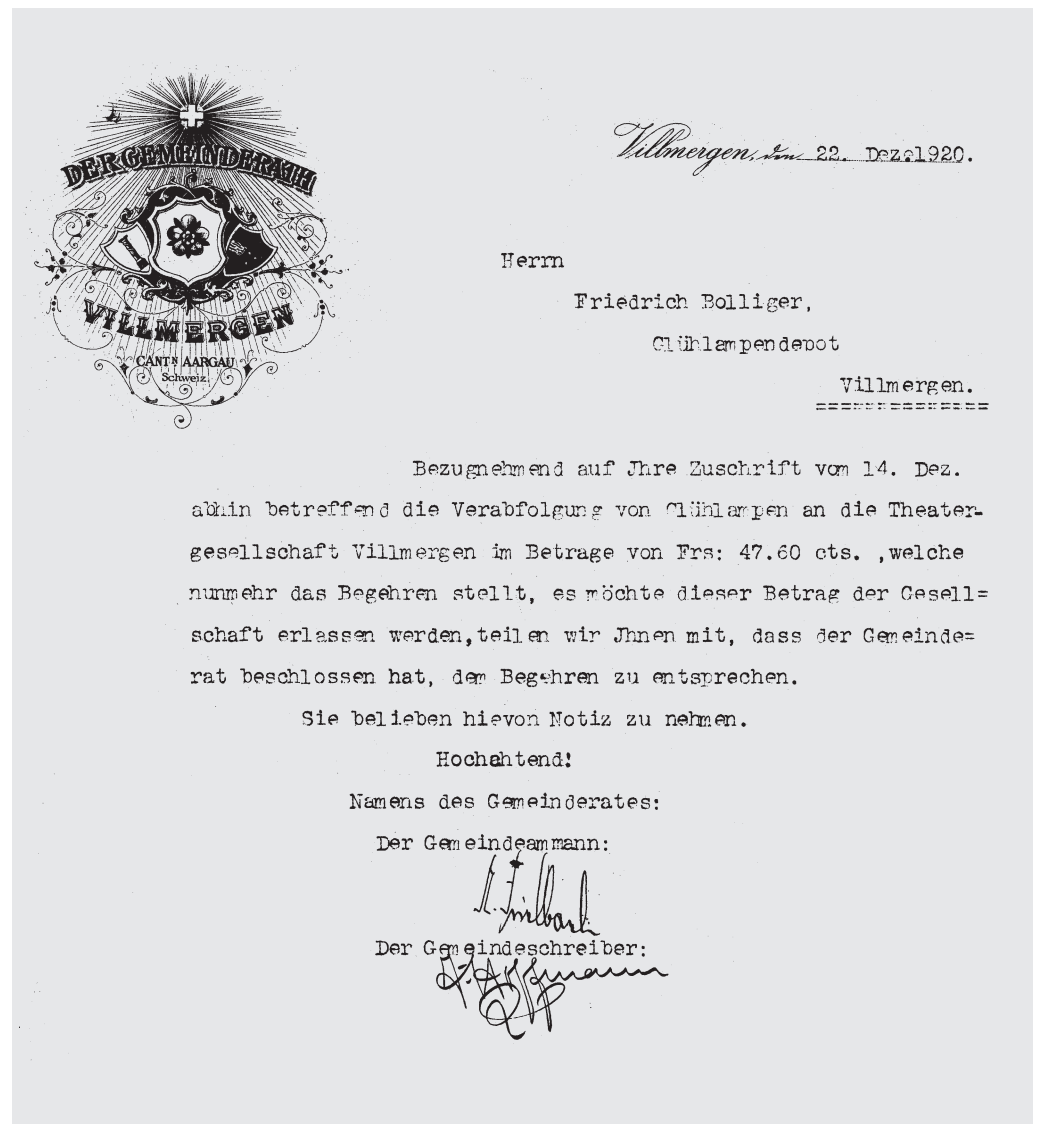 DER GEMEINDERATH
VILLMERGEN
CANTN AARGAU
Schweiz.
Villmergen, den 22. Dez.1920.
Herrn
Friedrich Bolliger,
Glühlampendepot
Villmergen.
==============
Bezugnehmend auf Jhre Zuschrift vom 14. Dez.
abhin betreffend die Verabfolgung von Glühlampen an die Theater-
gesellschaft Villmergen im Betrage von Frs: 47.60 cts. ,welche
nunmehr das Begehren stellt, es möchte dieser Betrag der Gesell=
schaft erlassen werden,teilen wir Jhnen mit, dass der Gemeinde=
rat beschlossen hat, dem Begehren zu entsprechen.
Sie belieben hievon Notiz zu nehmen.
Hochahtend!
Namens des Gemeinderates:
Der Gemeindeammann:
Der Gemeindeschreiber: